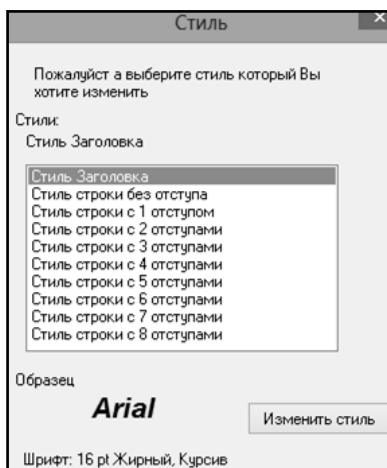 Стиль
Пожалуйст а выберите стиль который Вы
хотите изменить
Стили:
Стиль Заголовка
Стиль Заголовка
Стиль строки без отступа
Стиль строки с 1 отступом
Стиль строки с 2 отступами
Стиль строки с 3 отступами
Стиль строки с 4 отступами
Стиль строки с 5 отступами
Стиль строки с 6 отступами
Стиль строки с 7 отступами
Стиль строки с 8 отступами
Образец
Arial
Изменить стиль
Шрифт: 16 pt Жирный, Курсив